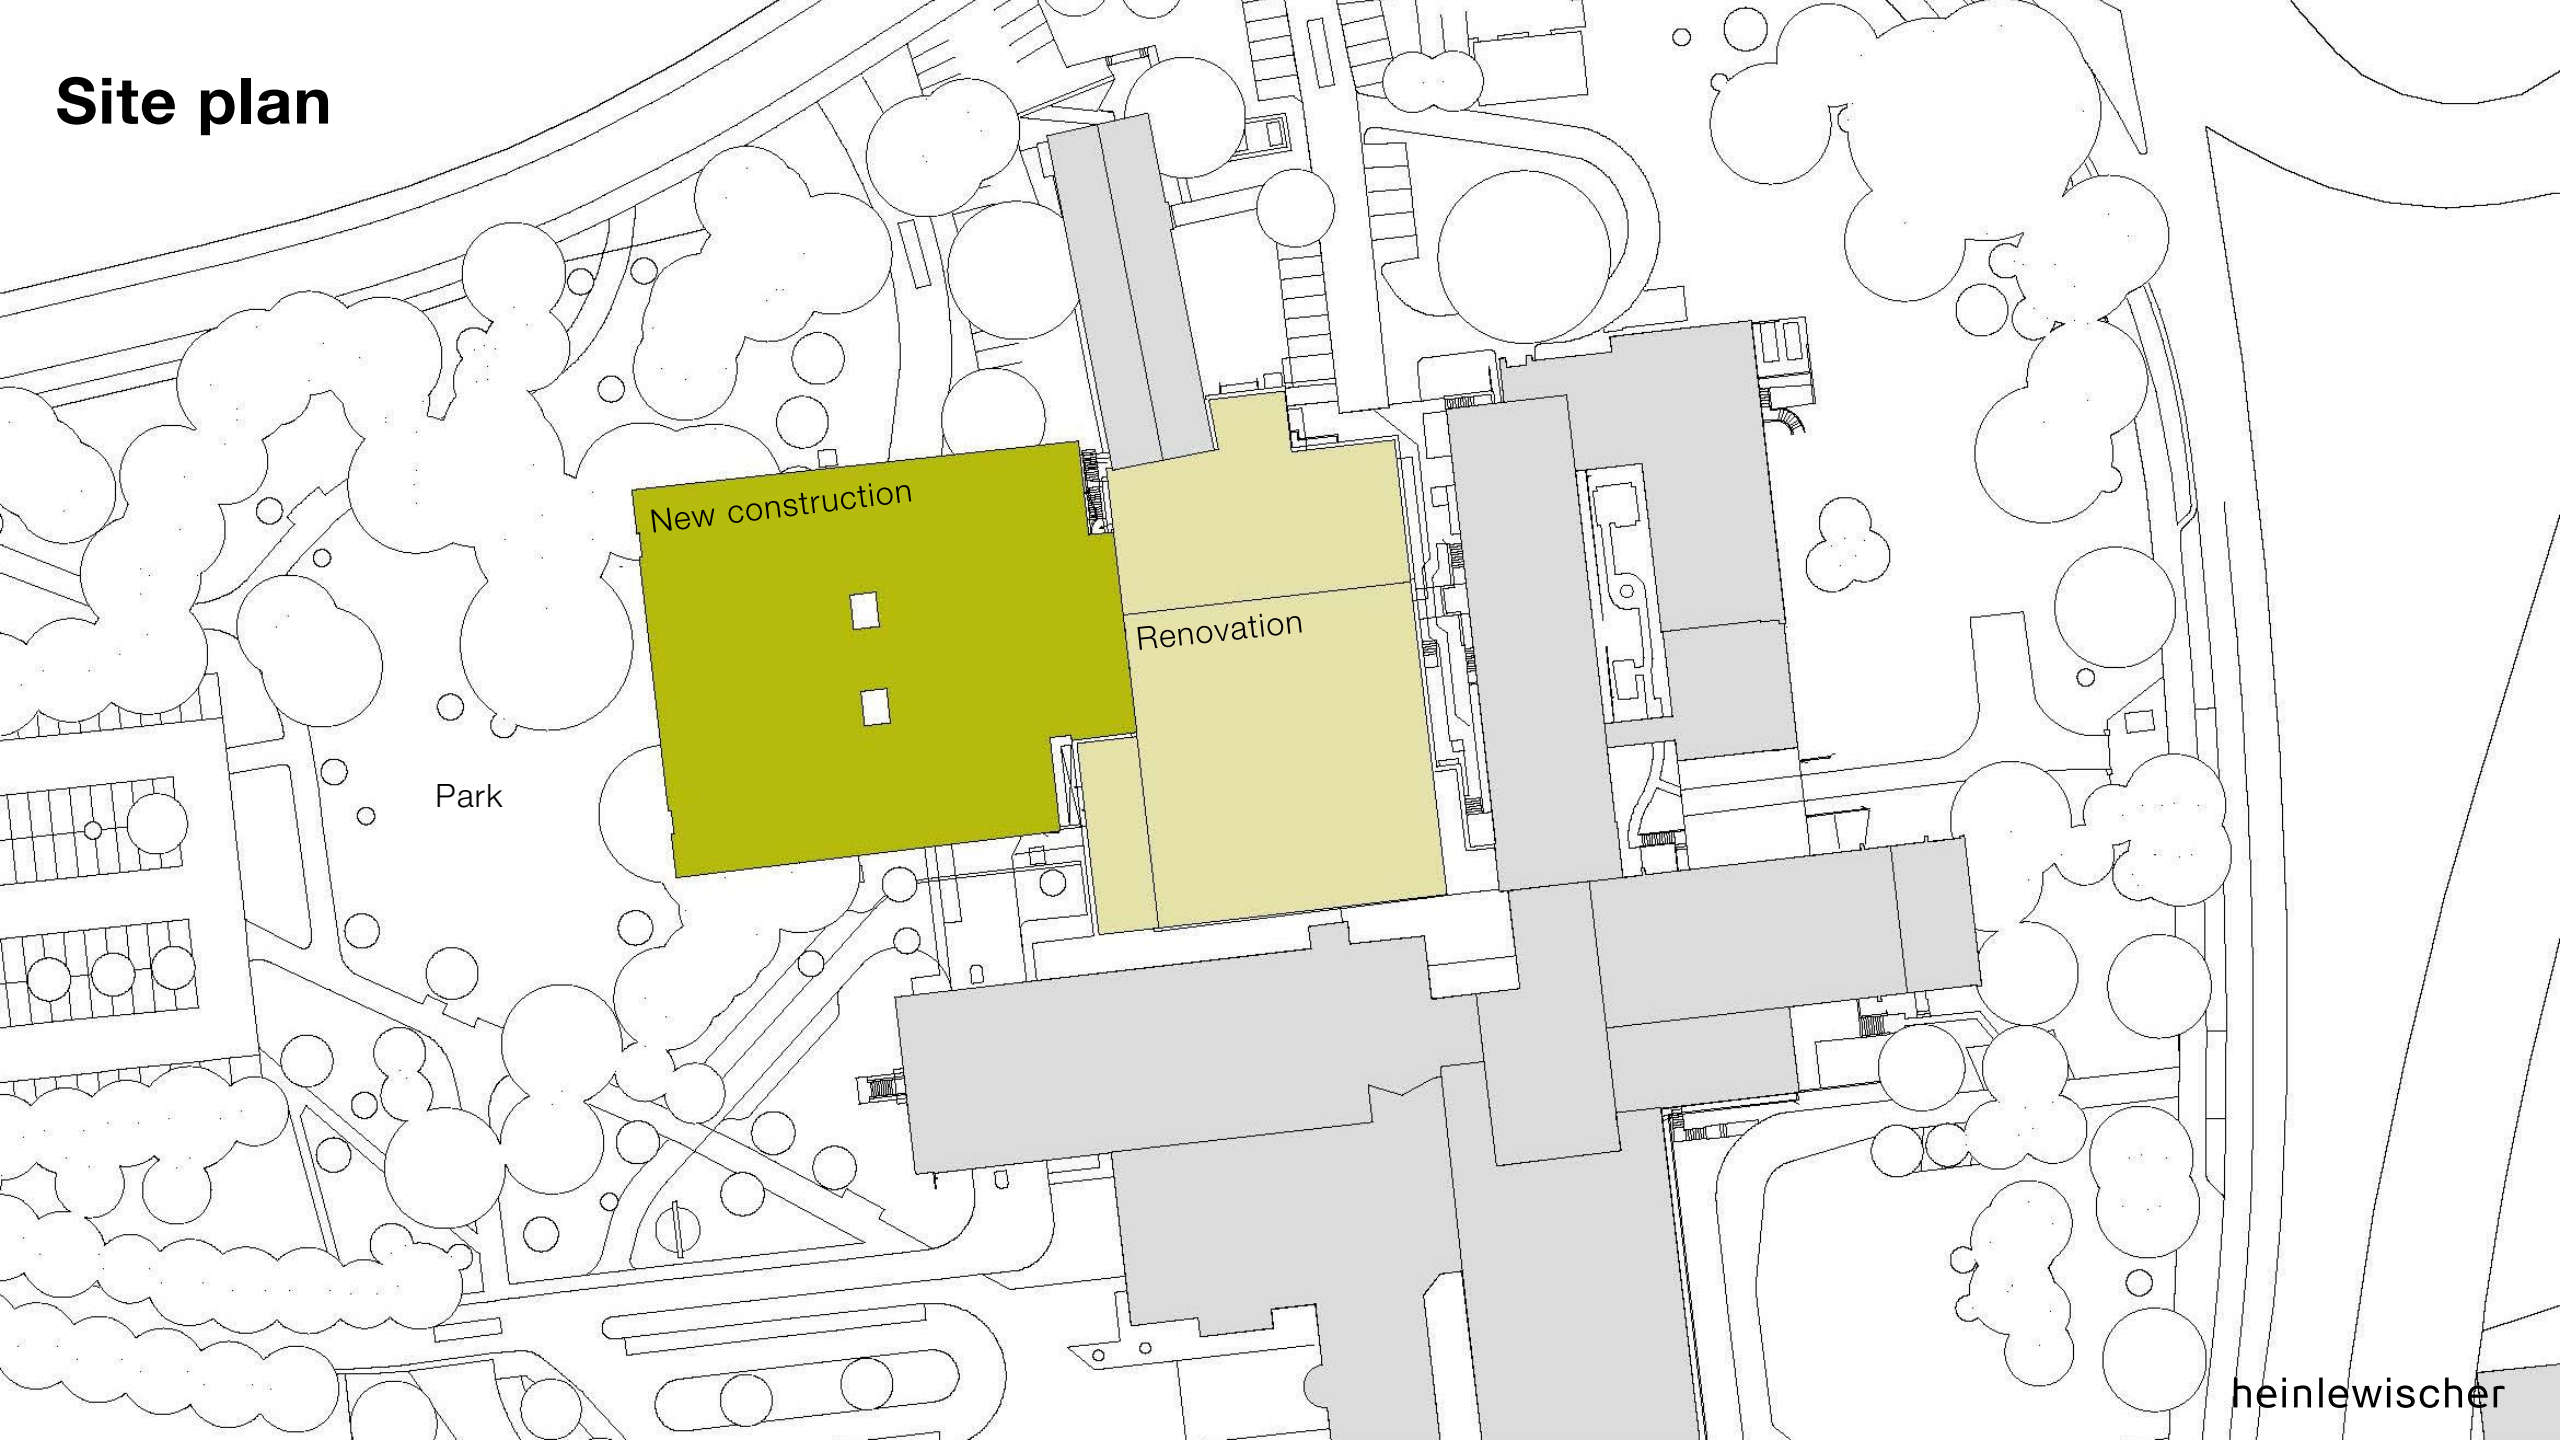 Site plan
New construction
Renovation
Park
heinlewischer